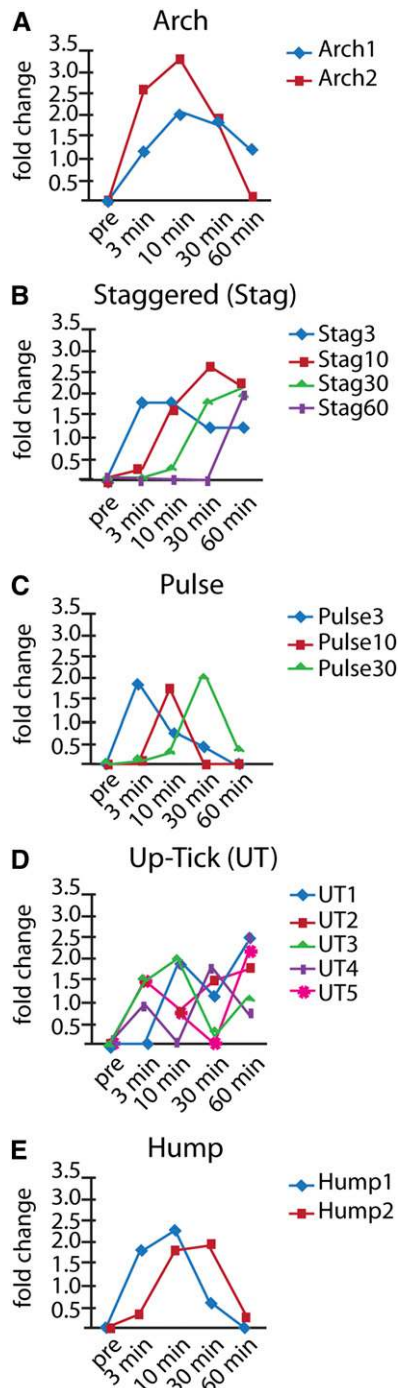 A
Arch
fold change
3.5
3.0
2.5
2.0
1.5
1.0
0.5
pre
3 min
10 min
30 min
60 min
Arch1
Arch2
B
Staggered (Stag)
fold change
3.5
3.0
2.5
2.0
1.5
1.0
0.5
pre
3 min
10 min
30 min
60 min
Stag3
Stag10
Stag30
Stag60
C
Pulse
fold change
3.5
3.0
2.5
2.0
1.5
1.0
0.5
pre
3 min
10 min
30 min
60 min
Pulse3
Pulse10
Pulse30
D
Up-Tick (UT)
fold change
3.5
3.0
2.5
2.0
1.5
1.0
0.5
pre
3 min
10 min
30 min
60 min
UT1
UT2
UT3
UT4
UT5
E
Hump
fold change
3.5
3.0
2.5
2.0
1.5
1.0
0.5
pre
3 min
10 min
30 min
60 min
Hump1
Hump2